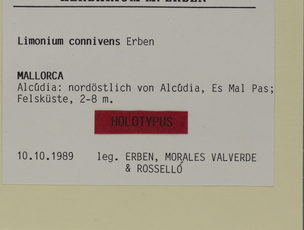 Limonium connivens Erben
MALLORCA
Alcúdia: nordöstlich von Alcúdia, Es Mal Pas;
Felsküste, 2-8 m.
HOLOTYPUS
10.10.1989 leg. ERBEN, MORALES VALVERDE
& ROSSELLÓ